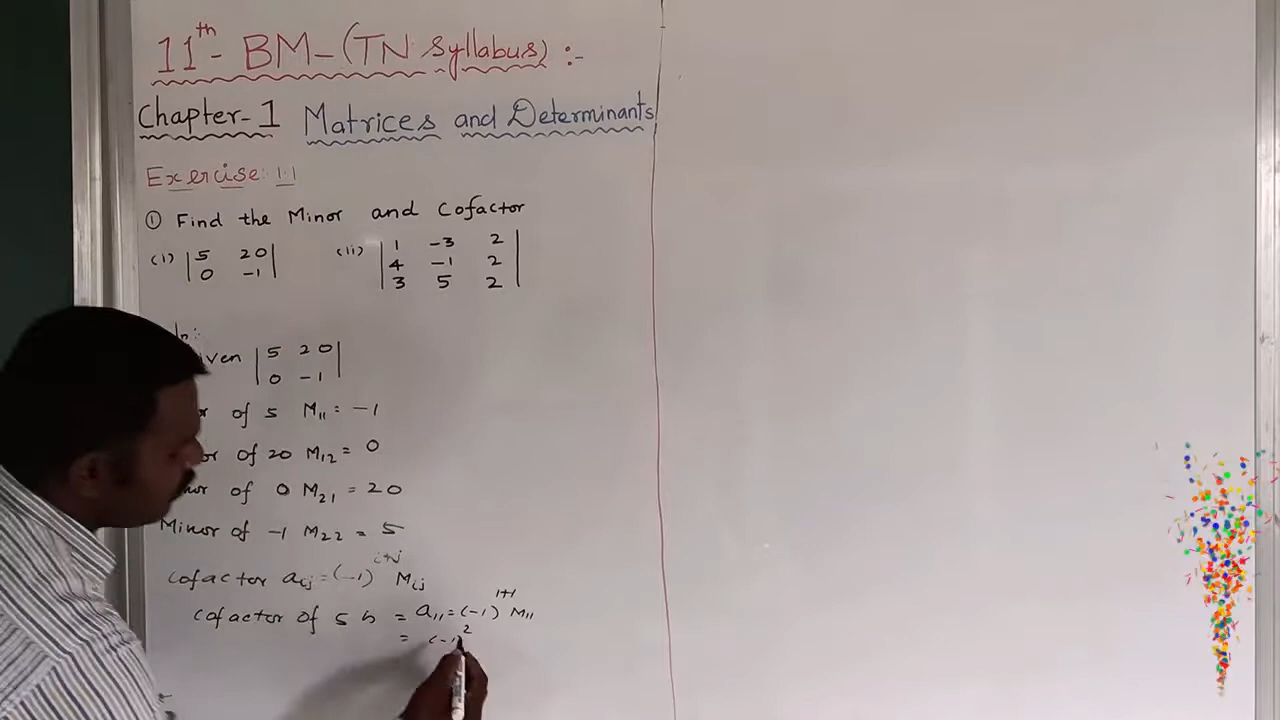 11th - BM - (TN Syllabus) :-
Chapter-1 Matrices and Determinants
Exercise: 1.1
① Find the Minor and Cofactor
(i) | 5 20 | (ii) | 1 -3 2 |
| 0 -1 | | 4 -1 2 |
| 3 5 2 |
| 5 20 |
| 0 -1 |
of 5 M11 = -1
of 20 M12 = 0
of 0 M21 = 20
Minor of -1 M22 = 5
Cofactor aij = (-1)^i+j Mij
Cofactor of 5 is = a11 = (-1)^1+1 M11
= (-1)^2